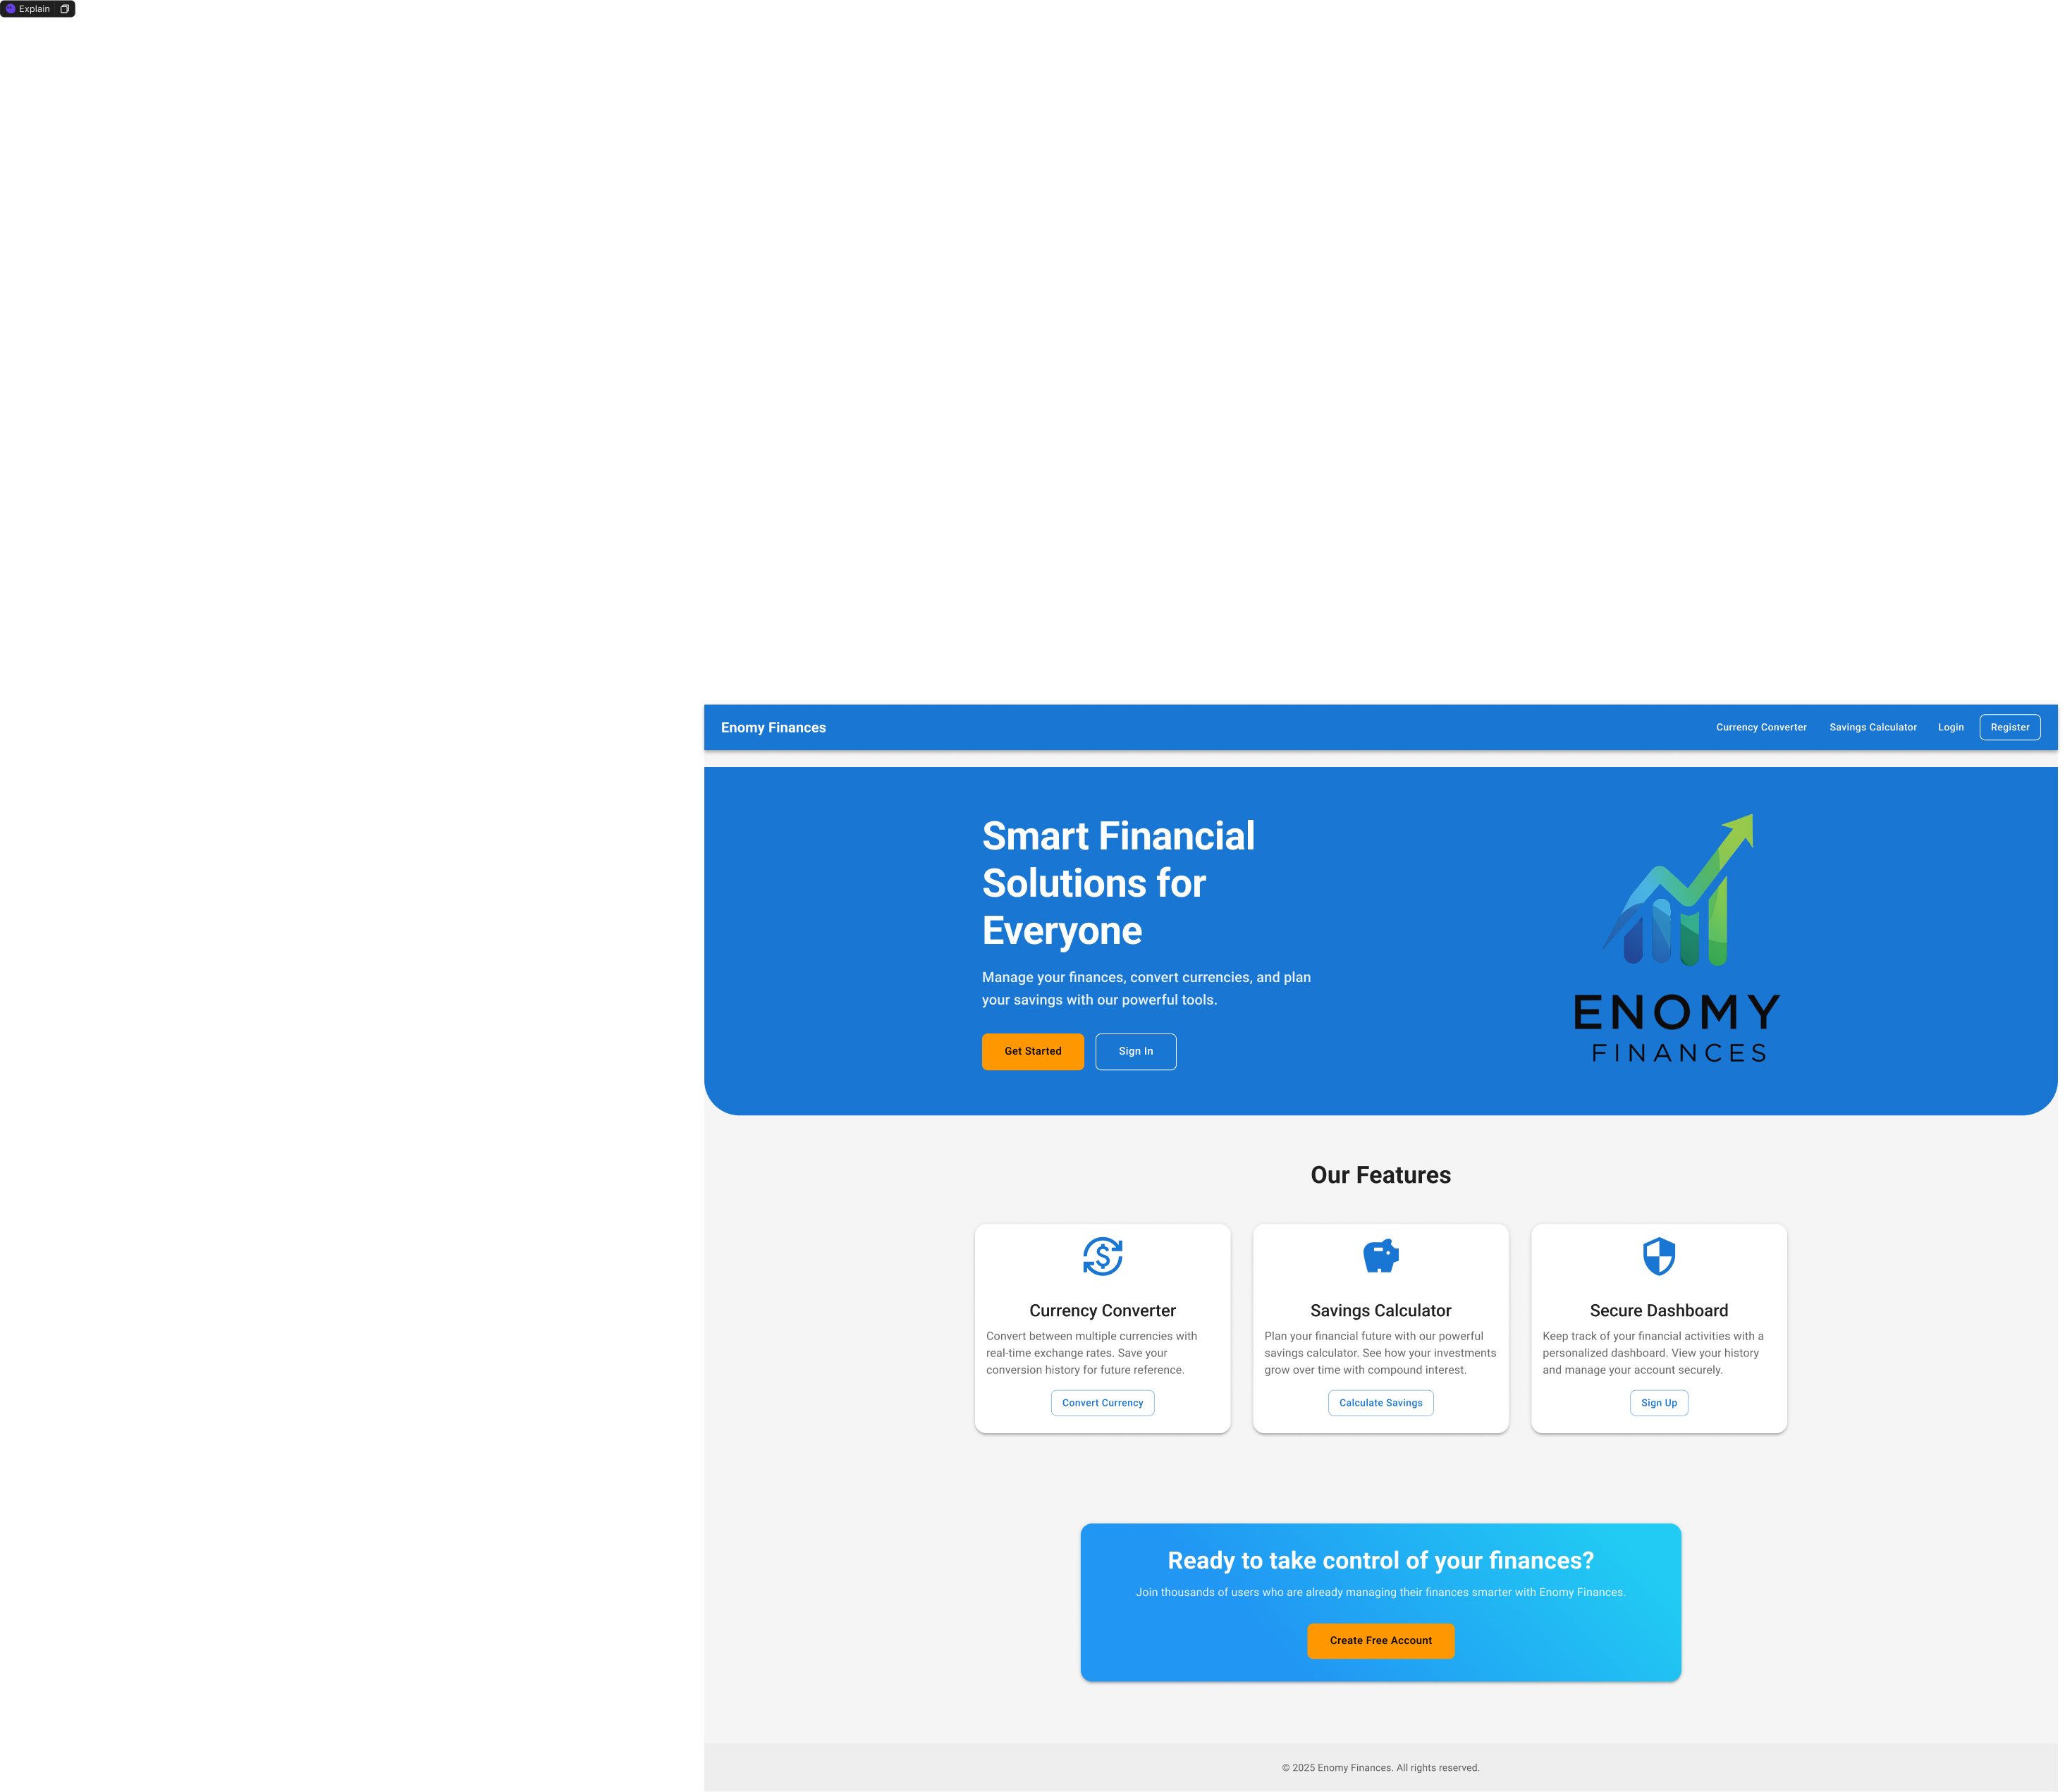 Explain
Enomy Finances
Currency Converter
Savings Calculator
Login
Register
Smart Financial
Solutions for
Everyone
Manage your finances, convert currencies, and plan
your savings with our powerful tools.
Get Started
Sign In
ENOMY
FINANCES
Our Features
Currency Converter
Convert between multiple currencies with
real-time exchange rates. Save your
conversion history for future reference.
Convert Currency
Savings Calculator
Plan your financial future with our powerful
savings calculator. See how your investments
grow over time with compound interest.
Calculate Savings
Secure Dashboard
Keep track of your financial activities with a
personalized dashboard. View your history
and manage your account securely.
Sign Up
Ready to take control of your finances?
Join thousands of users who are already managing their finances smarter with Enomy Finances.
Create Free Account
© 2025 Enomy Finances. All rights reserved.